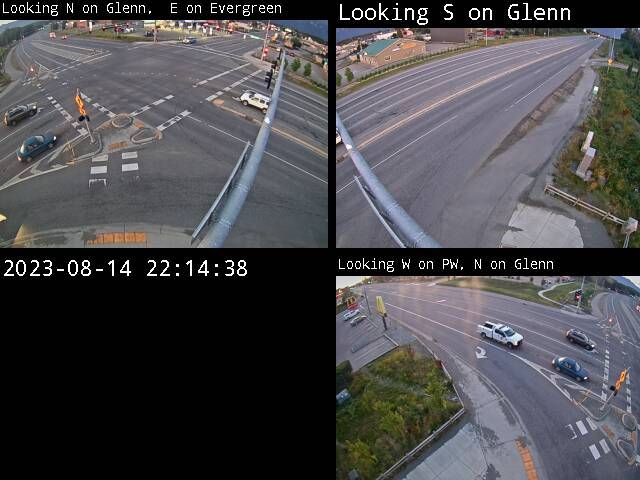 Looking N on Glenn,  E on Evergreen
Looking S on Glenn
2023-08-14 22:14:38
Looking W on PW, N on Glenn